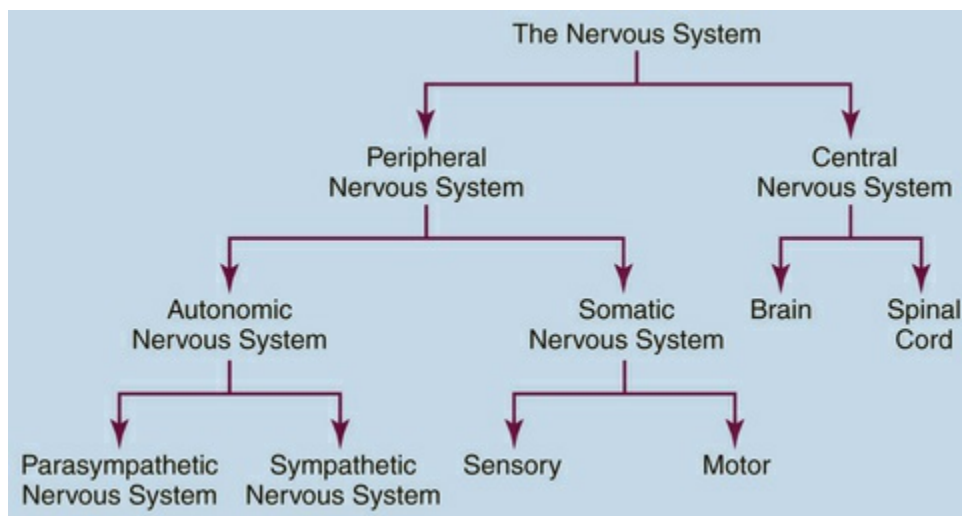 The Nervous System
Peripheral
Nervous System
Central
Nervous System
Autonomic
Nervous System
Somatic
Nervous System
Brain
Spinal
Cord
Parasympathetic
Nervous System
Sympathetic
Nervous System
Sensory
Motor